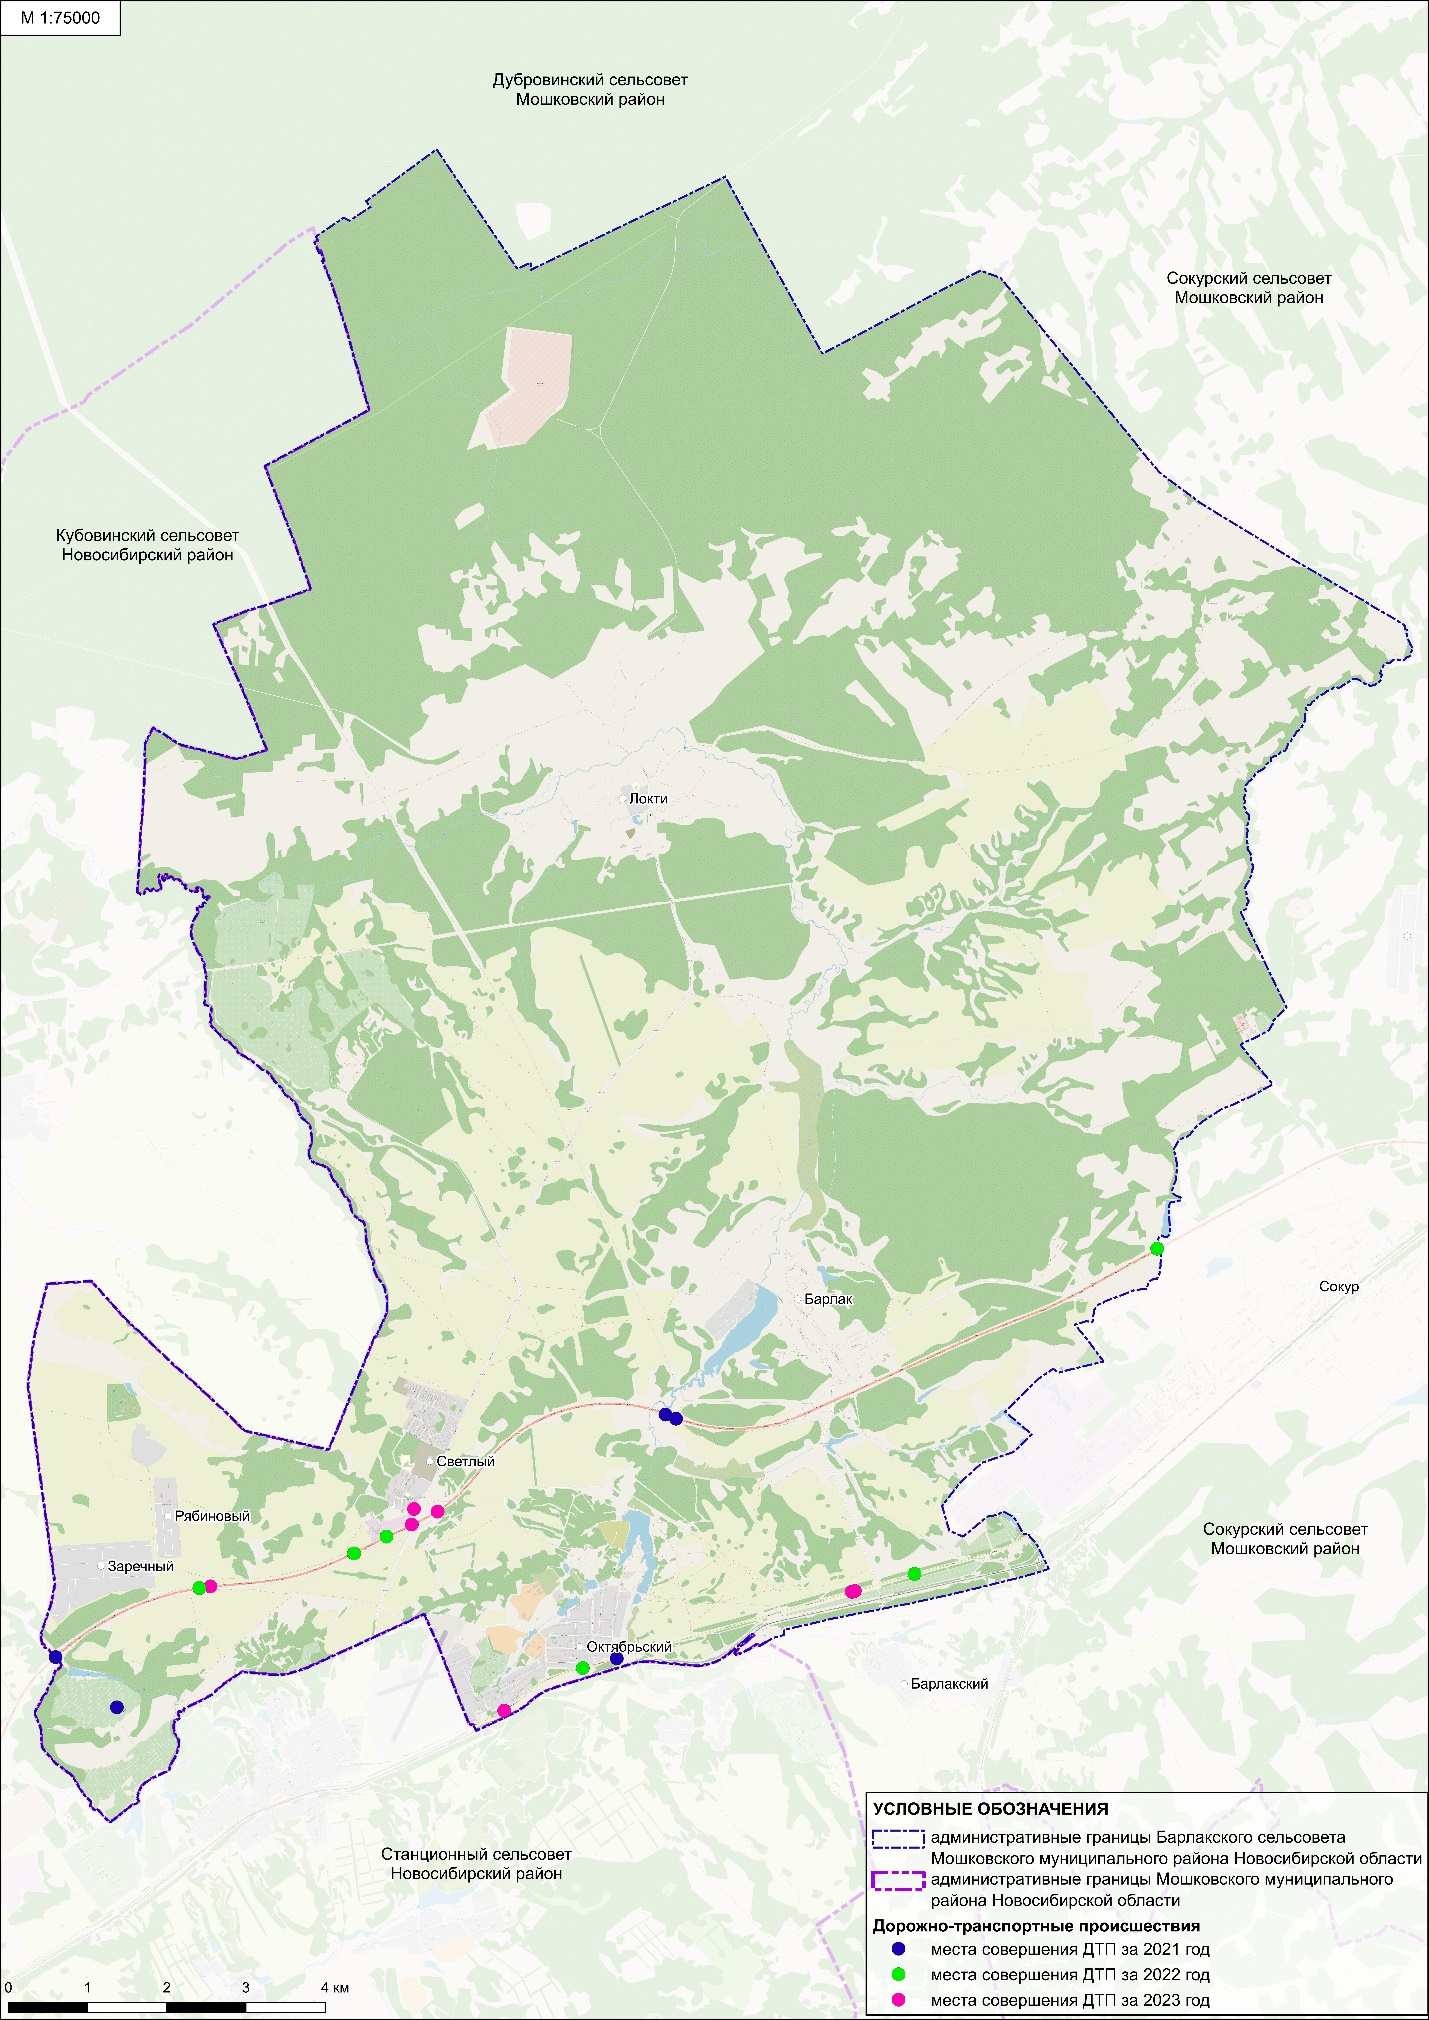 М 1:75000
Дубровинский сельсовет
Мошковский район
Сокурский сельсовет
Мошковский район
Кубовинский сельсовет
Новосибирский район
Локти
Барлак
Сокур
Светлый
Рябиновый
Заречный
Сокурский сельсовет
Мошковский район
Октябрьский
Барлакский
Станционный сельсовет
Новосибирский район
УСЛОВНЫЕ ОБОЗНАЧЕНИЯ
административные границы Барлакского сельсовета
Мошковского муниципального района Новосибирской области
административные границы Мошковского муниципального
района Новосибирской области
Дорожно-транспортные происшествия
места совершения ДТП за 2021 год
места совершения ДТП за 2022 год
места совершения ДТП за 2023 год
0 1 2 3 4 км